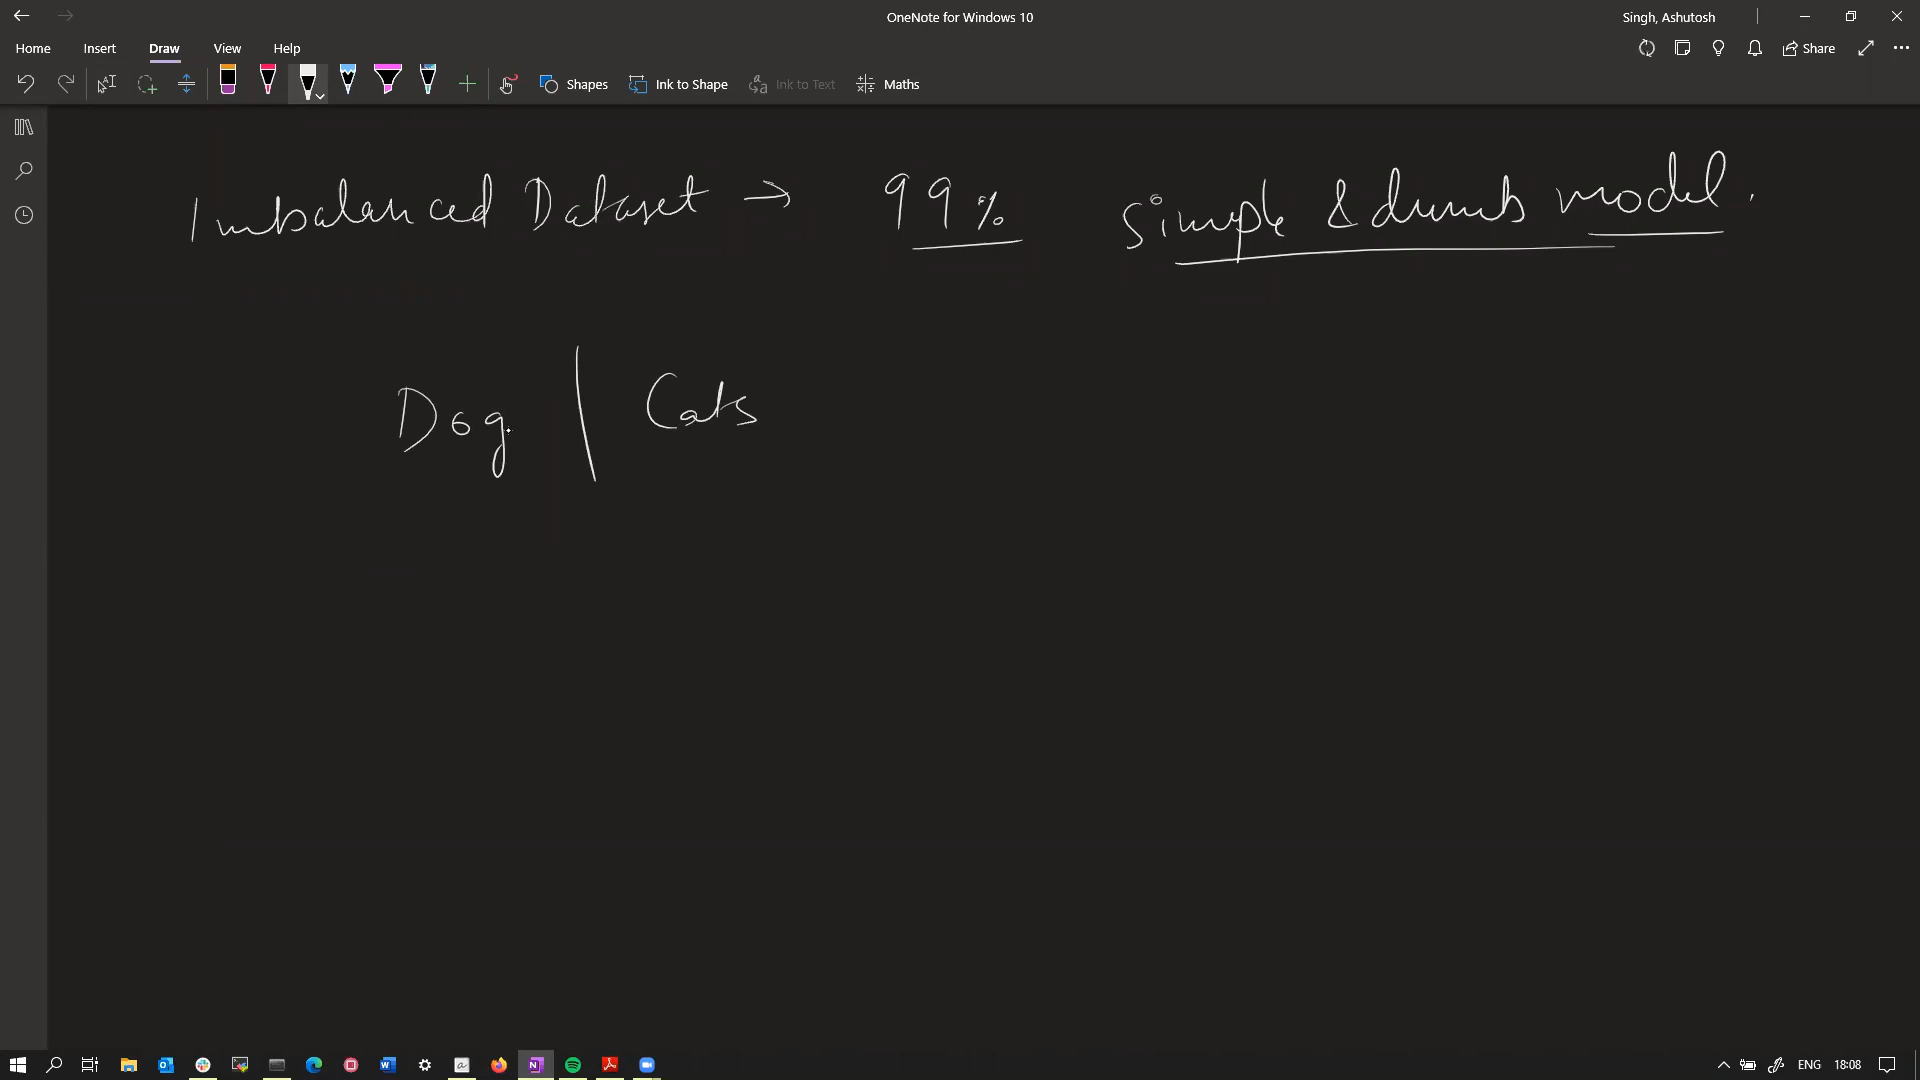 OneNote for Windows 10
Singh, Ashutosh
Home Insert Draw View Help
Share
Shapes Ink to Shape Ink to Text Maths
Imbalanced Dataset → 99% Simple & dumb model.
Dog | Cats
ENG 18:08